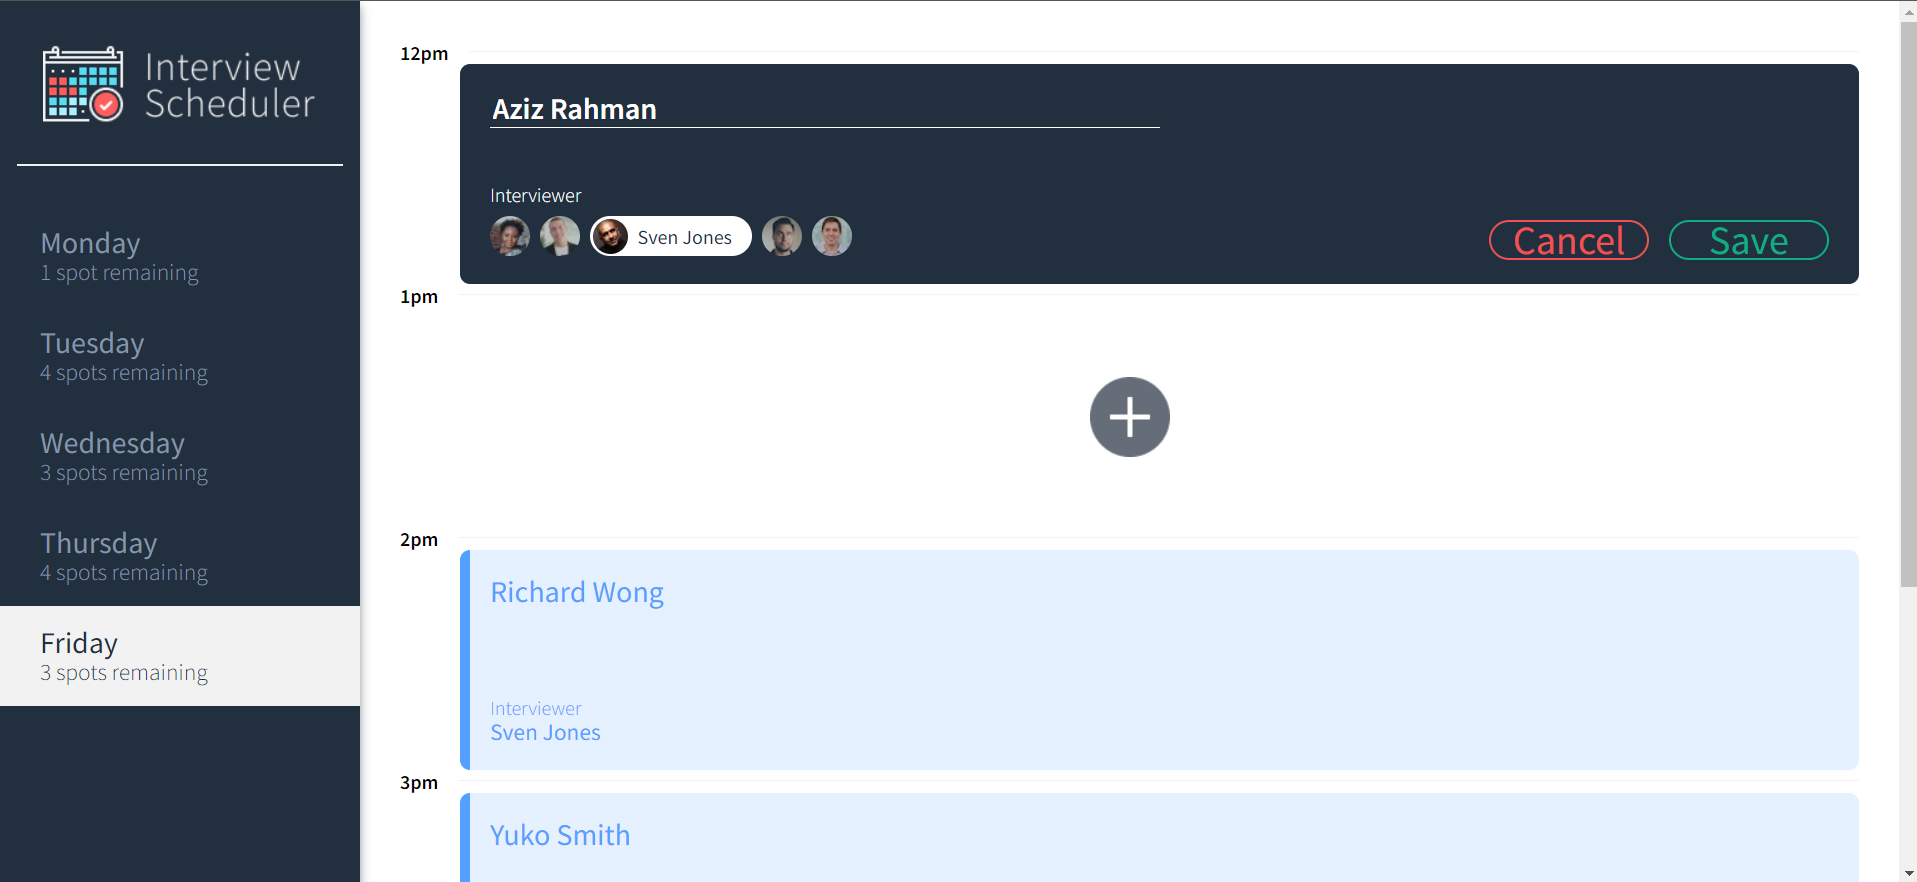 Interview
Scheduler
Monday
1 spot remaining
Tuesday
4 spots remaining
Wednesday
3 spots remaining
Thursday
4 spots remaining
Friday
3 spots remaining
12pm
Aziz Rahman
Interviewer
Sven Jones
Cancel
Save
1pm
2pm
Richard Wong
Interviewer
Sven Jones
3pm
Yuko Smith